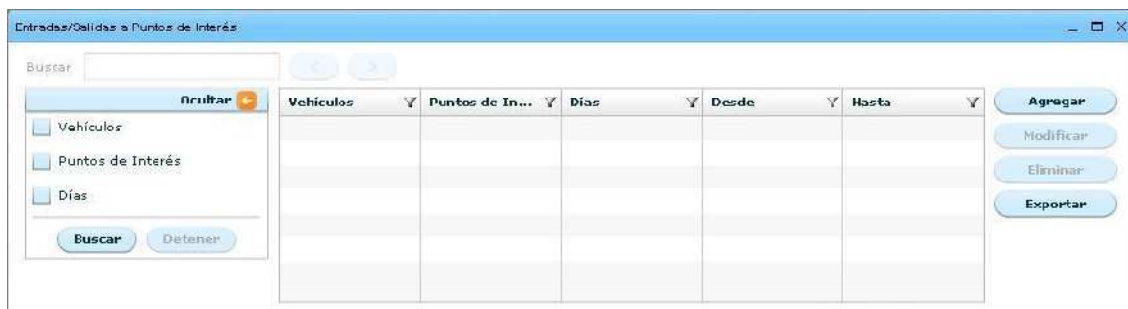 Entradas/Salidas a Puntos de Interés
Buscar
< >
Ocultar
Vehículos
Puntos de Interés
Días
Buscar Detener
Vehículos Puntos de In... Días Desde Hasta
Agregar
Modificar
Eliminar
Exportar